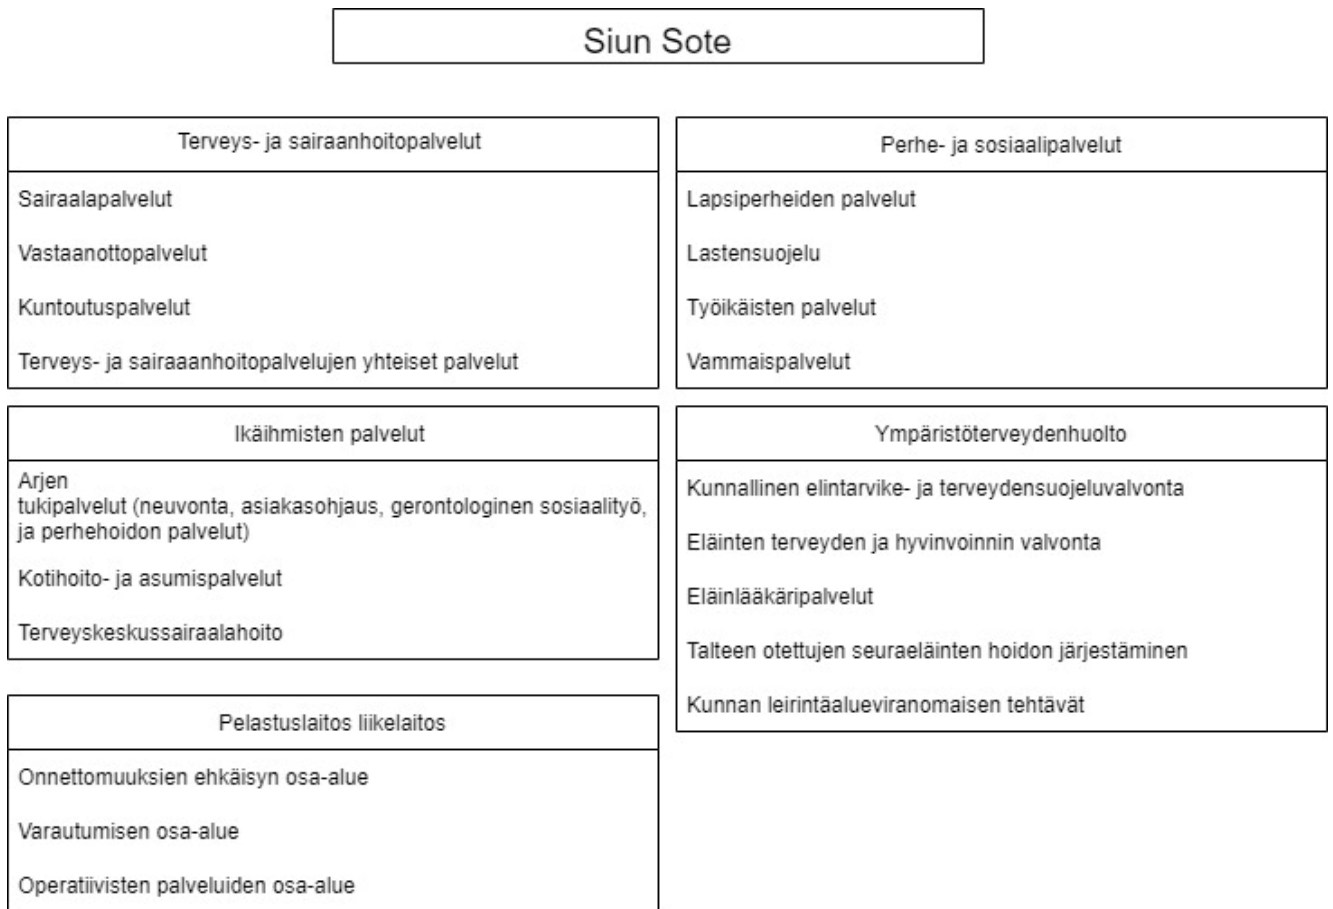 Siun Sote
Terveys- ja sairaanhoitopalvelut
Sairaalapalvelut
Vastaanottopalvelut
Kuntoutuspalvelut
Terveys- ja sairaaanhoitopalvelujen yhteiset palvelut
Perhe- ja sosiaalipalvelut
Lapsiperheiden palvelut
Lastensuojelu
Työikäisten palvelut
Vammaispalvelut
Ikäihmisten palvelut
Arjen
tukipalvelut (neuvonta, asiakasohjaus, gerontologinen sosiaalityö,
ja perhehoidon palvelut)
Kotihoito- ja asumispalvelut
Terveyskeskussairaalahoito
Ympäristöterveydenhuolto
Kunnallinen elintarvike- ja terveydensuojeluvalvonta
Eläinten terveyden ja hyvinvoinnin valvonta
Eläinlääkäripalvelut
Talteen otettujen seuraeläinten hoidon järjestäminen
Kunnan leirintäalueviranomaisen tehtävät
Pelastuslaitos liikelaitos
Onnettomuuksien ehkäisyn osa-alue
Varautumisen osa-alue
Operatiivisten palveluiden osa-alue